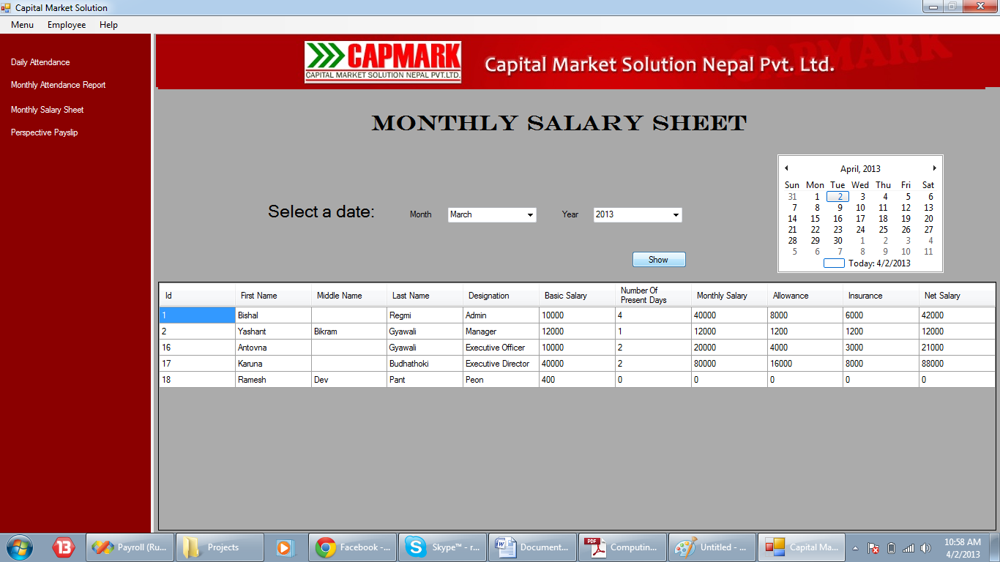 Capital Market Solution
Menu Employee Help
Daily Attendance
Monthly Attendance Report
Monthly Salary Sheet
Perspective Payslip
CAPMARK
CAPITAL MARKET SOLUTION NEPAL PVT.LTD.
Capital Market Solution Nepal Pvt. Ltd.
CAPMARK
MONTHLY SALARY SHEET
Select a date: Month March Year 2013
Show
April, 2013
Sun Mon Tue Wed Thu Fri Sat
31 1 2 3 4 5 6
7 8 9 10 11 12 13
14 15 16 17 18 19 20
21 22 23 24 25 26 27
28 29 30 1 2 3 4
5 6 7 8 9 10 11
Today: 4/2/2013
Id First Name Middle Name Last Name Designation Basic Salary Number Of Present Days Monthly Salary Allowance Insurance Net Salary
1 Bishal Regmi Admin 10000 4 40000 8000 6000 42000
2 Yashant Bikram Gyawali Manager 12000 1 12000 1200 1200 12000
16 Antovna Gyawali Executive Officer 10000 2 20000 4000 3000 21000
17 Karuna Budhathoki Executive Director 40000 2 80000 16000 8000 88000
18 Ramesh Dev Pant Peon 400 0 0 0 0 0
13 Payroll (Ru... Projects Facebook -... Skype™ - r... Document... PDF Computin... Untitled - ... Capital Ma... 10:58 AM
4/2/2013